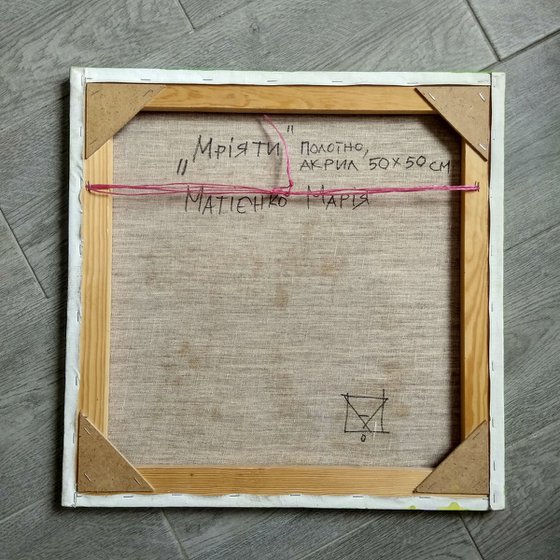 „Мріяти" полотно,
акрил 50×50 см
Матієнко Марія